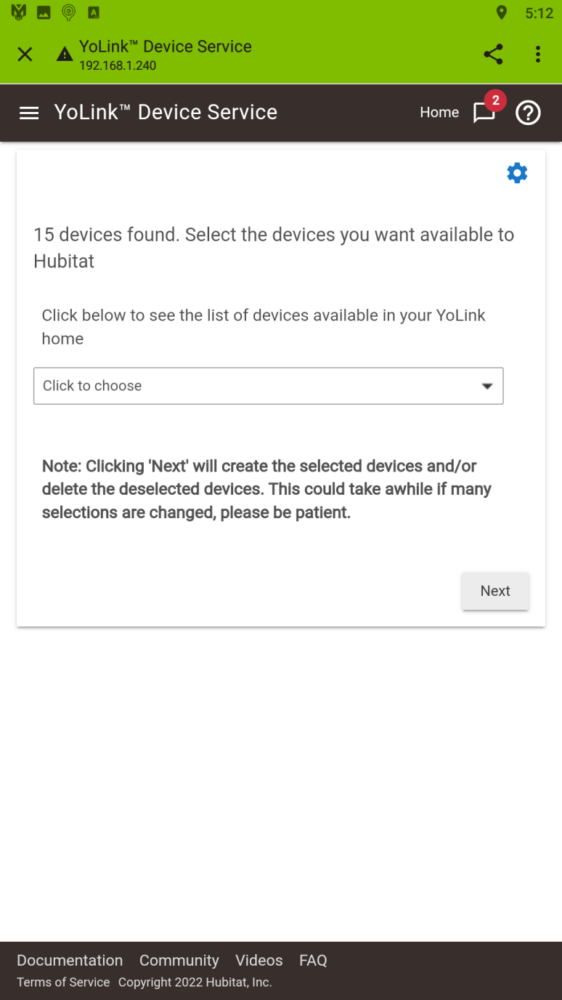 5:12
YoLink™ Device Service
192.168.1.240
YoLink™ Device Service
Home
2
15 devices found. Select the devices you want available to
Hubitat
Click below to see the list of devices available in your YoLink
home
Click to choose
Note: Clicking 'Next' will create the selected devices and/or
delete the deselected devices. This could take awhile if many
selections are changed, please be patient.
Next
Documentation Community Videos FAQ
Terms of Service Copyright 2022 Hubitat, Inc.